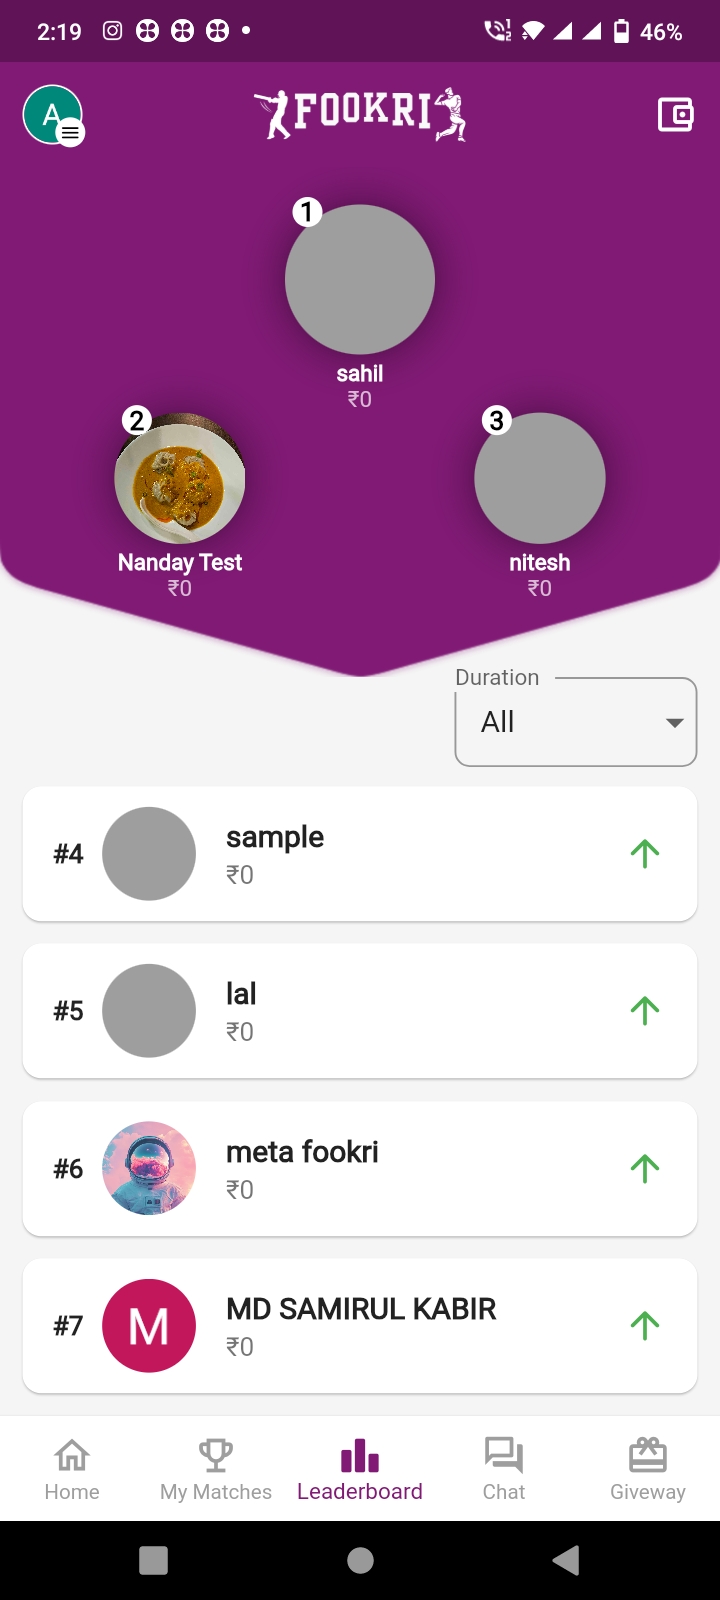 2:19
46%
A
FOOKRI
1
sahil
₹0
2
3
Nanday Test
nitesh
₹0
₹0
Duration
All
#4
sample
₹0
#5
lal
₹0
#6
meta fookri
₹0
#7
M
MD SAMIRUL KABIR
₹0
Home
My Matches
Leaderboard
Chat
Giveway